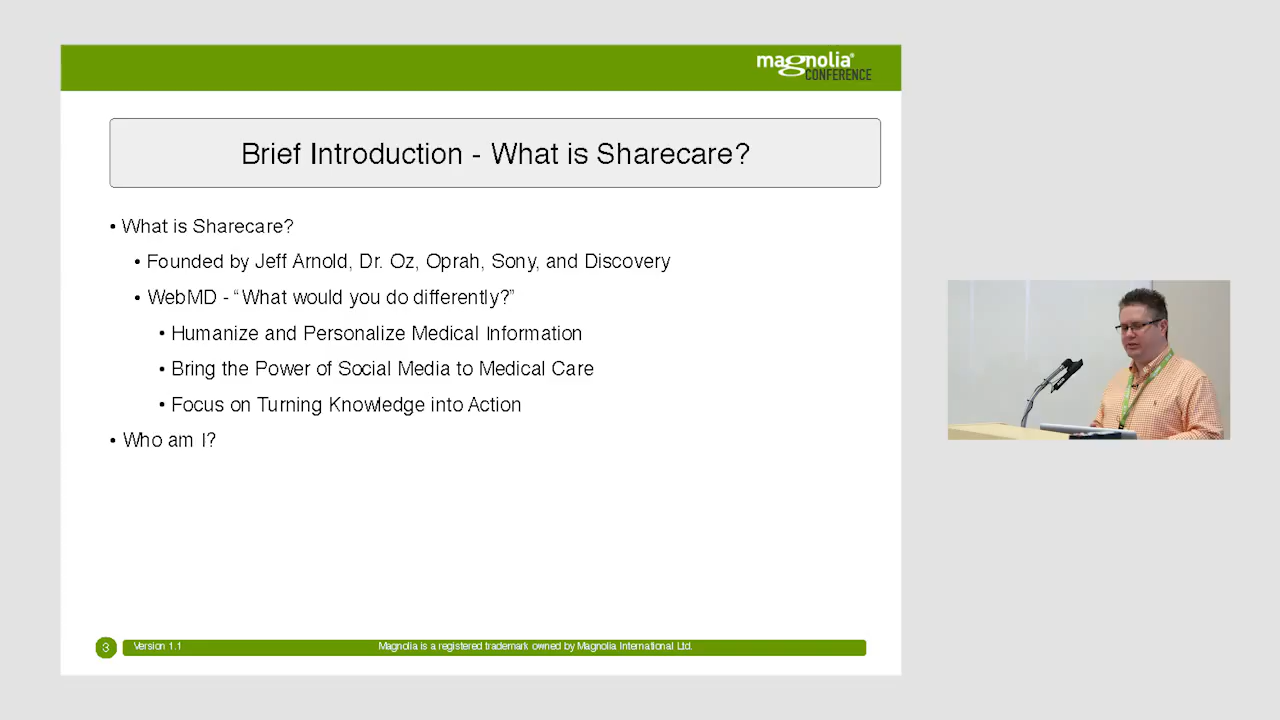 magnolia®
CONFERENCE
Brief Introduction - What is Sharecare?
• What is Sharecare?
• Founded by Jeff Arnold, Dr. Oz, Oprah, Sony, and Discovery
• WebMD - “What would you do differently?”
• Humanize and Personalize Medical Information
• Bring the Power of Social Media to Medical Care
• Focus on Turning Knowledge into Action
• Who am I?
3 Version 1.1 Magnolia is a registered trademark owned by Magnolia International Ltd.